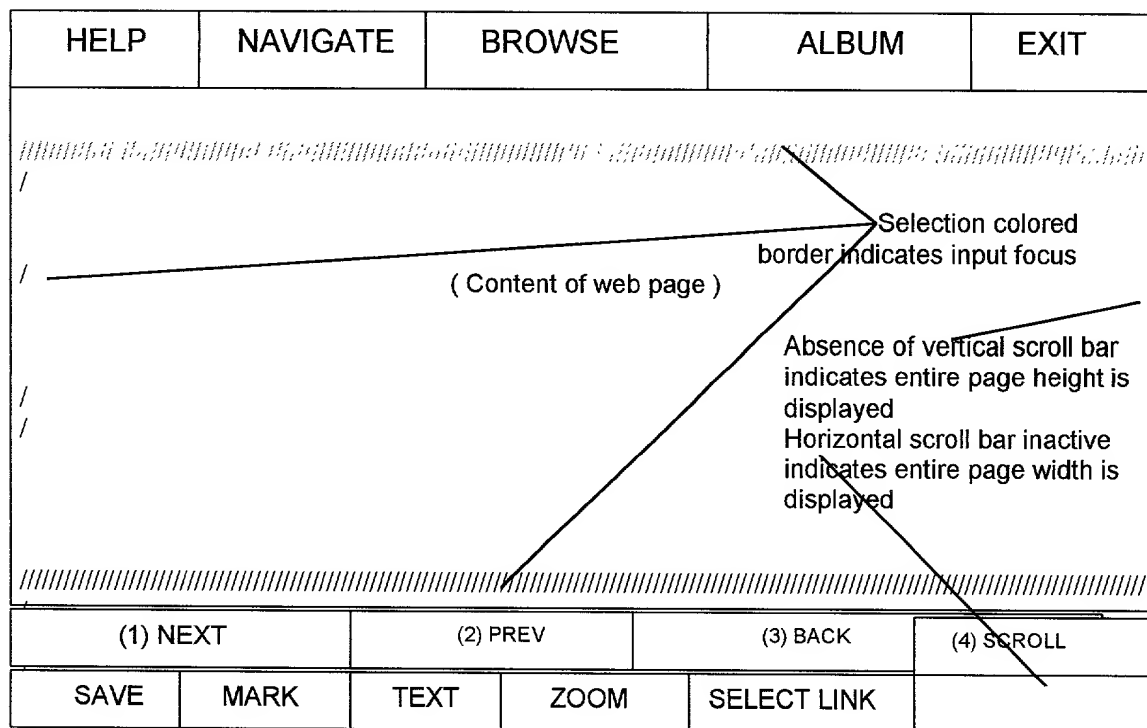 HELP NAVIGATE BROWSE ALBUM EXIT
Selection colored
border indicates input focus
( Content of web page )
Absence of vertical scroll bar
indicates entire page height is
displayed
Horizontal scroll bar inactive
indicates entire page width is
displayed
(1) NEXT (2) PREV (3) BACK (4) SCROLL
SAVE MARK TEXT ZOOM SELECT LINK